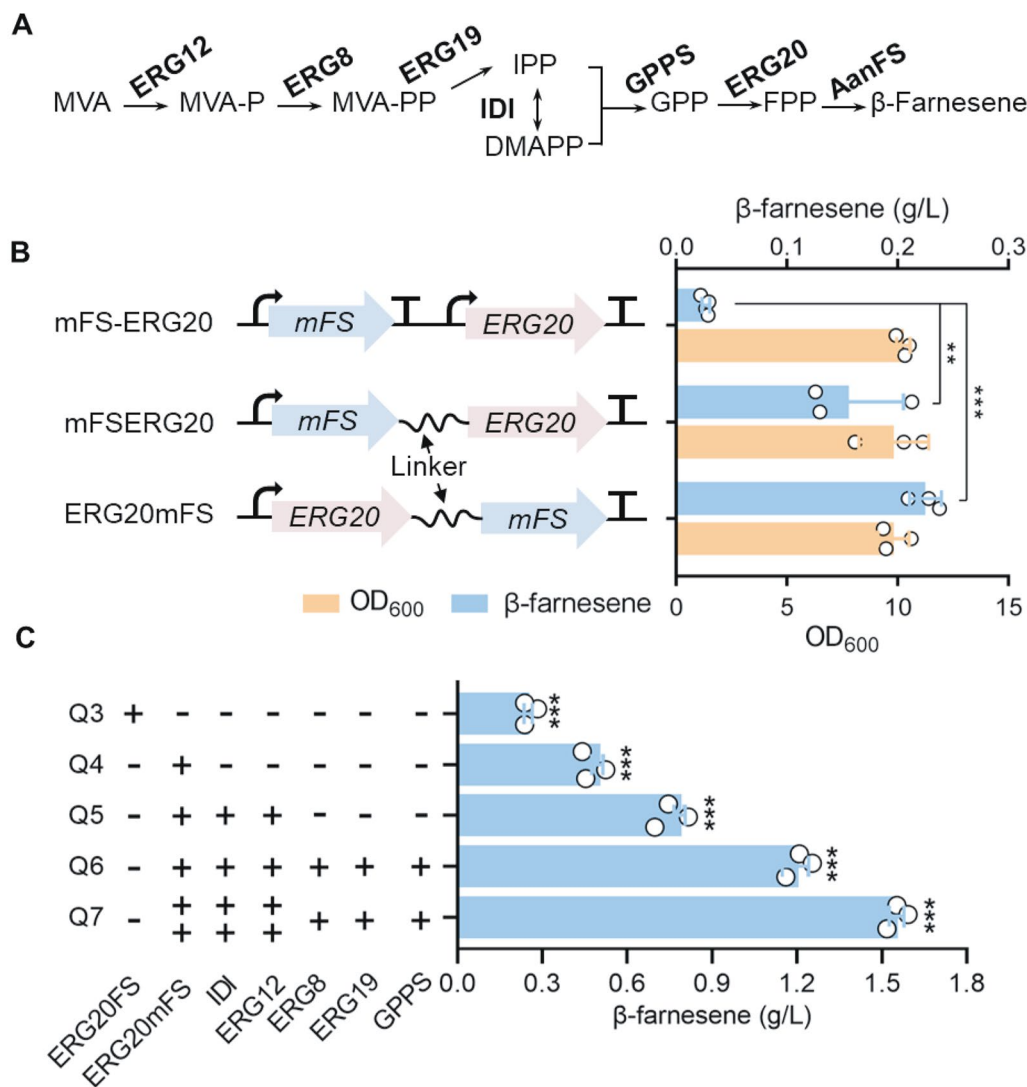 A
ERG12 ERG8 ERG19 GPPS ERG20 AanFS
MVA MVA-P MVA-PP IPP GPP FPP β-Farnesene
IDI
DMAPP
B
β-farnesene (g/L)
0.0 0.1 0.2 0.3
mFS-ERG20 mFS ERG20
**
***
mFSERG20 mFS ERG20
Linker
ERG20mFS ERG20 mFS
OD600 β-farnesene
0 5 10 15
OD600
C
Q3 + - - - - - - ***
Q4 - + - - - - - ***
Q5 - + + + - - - ***
Q6 - + + + + + + ***
+ + +
Q7 - + + + ***
+ + +
0.0 0.3 0.6 0.9 1.2 1.5 1.8
ERG20FS ERG20mFS IDI ERG12 ERG8 ERG19 GPPS
β-farnesene (g/L)